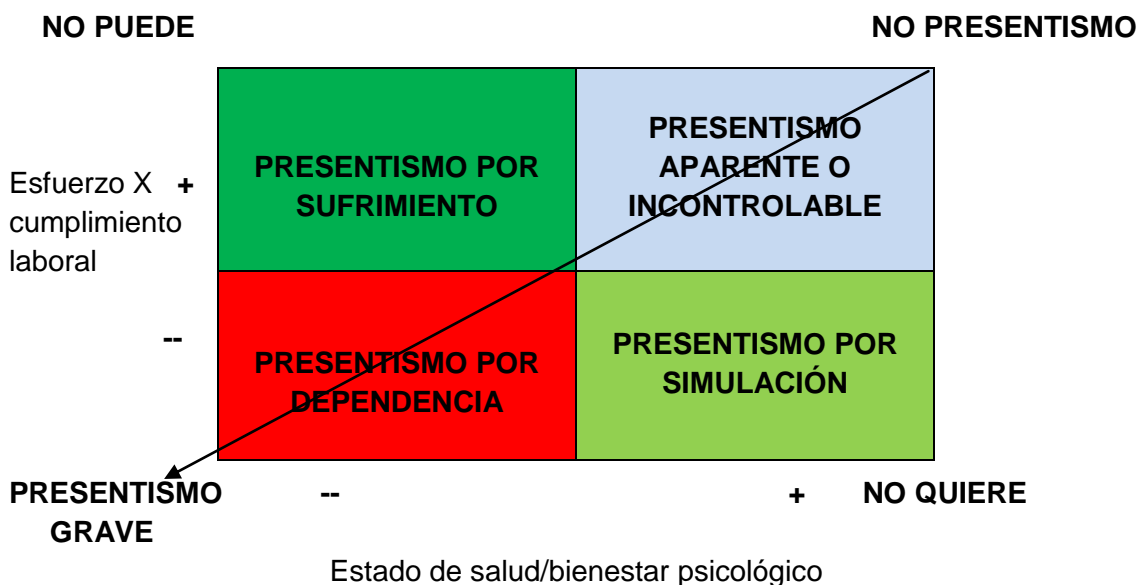 NO PUEDE
NO PRESENTISMO
Esfuerzo X +
cumplimiento
laboral
--
PRESENTISMO POR
SUFRIMIENTO
PRESENTISMO
APARENTE O
INCONTROLABLE
PRESENTISMO POR
DEPENDENCIA
PRESENTISMO POR
SIMULACIÓN
PRESENTISMO
GRAVE
--
+
NO QUIERE
Estado de salud/bienestar psicológico